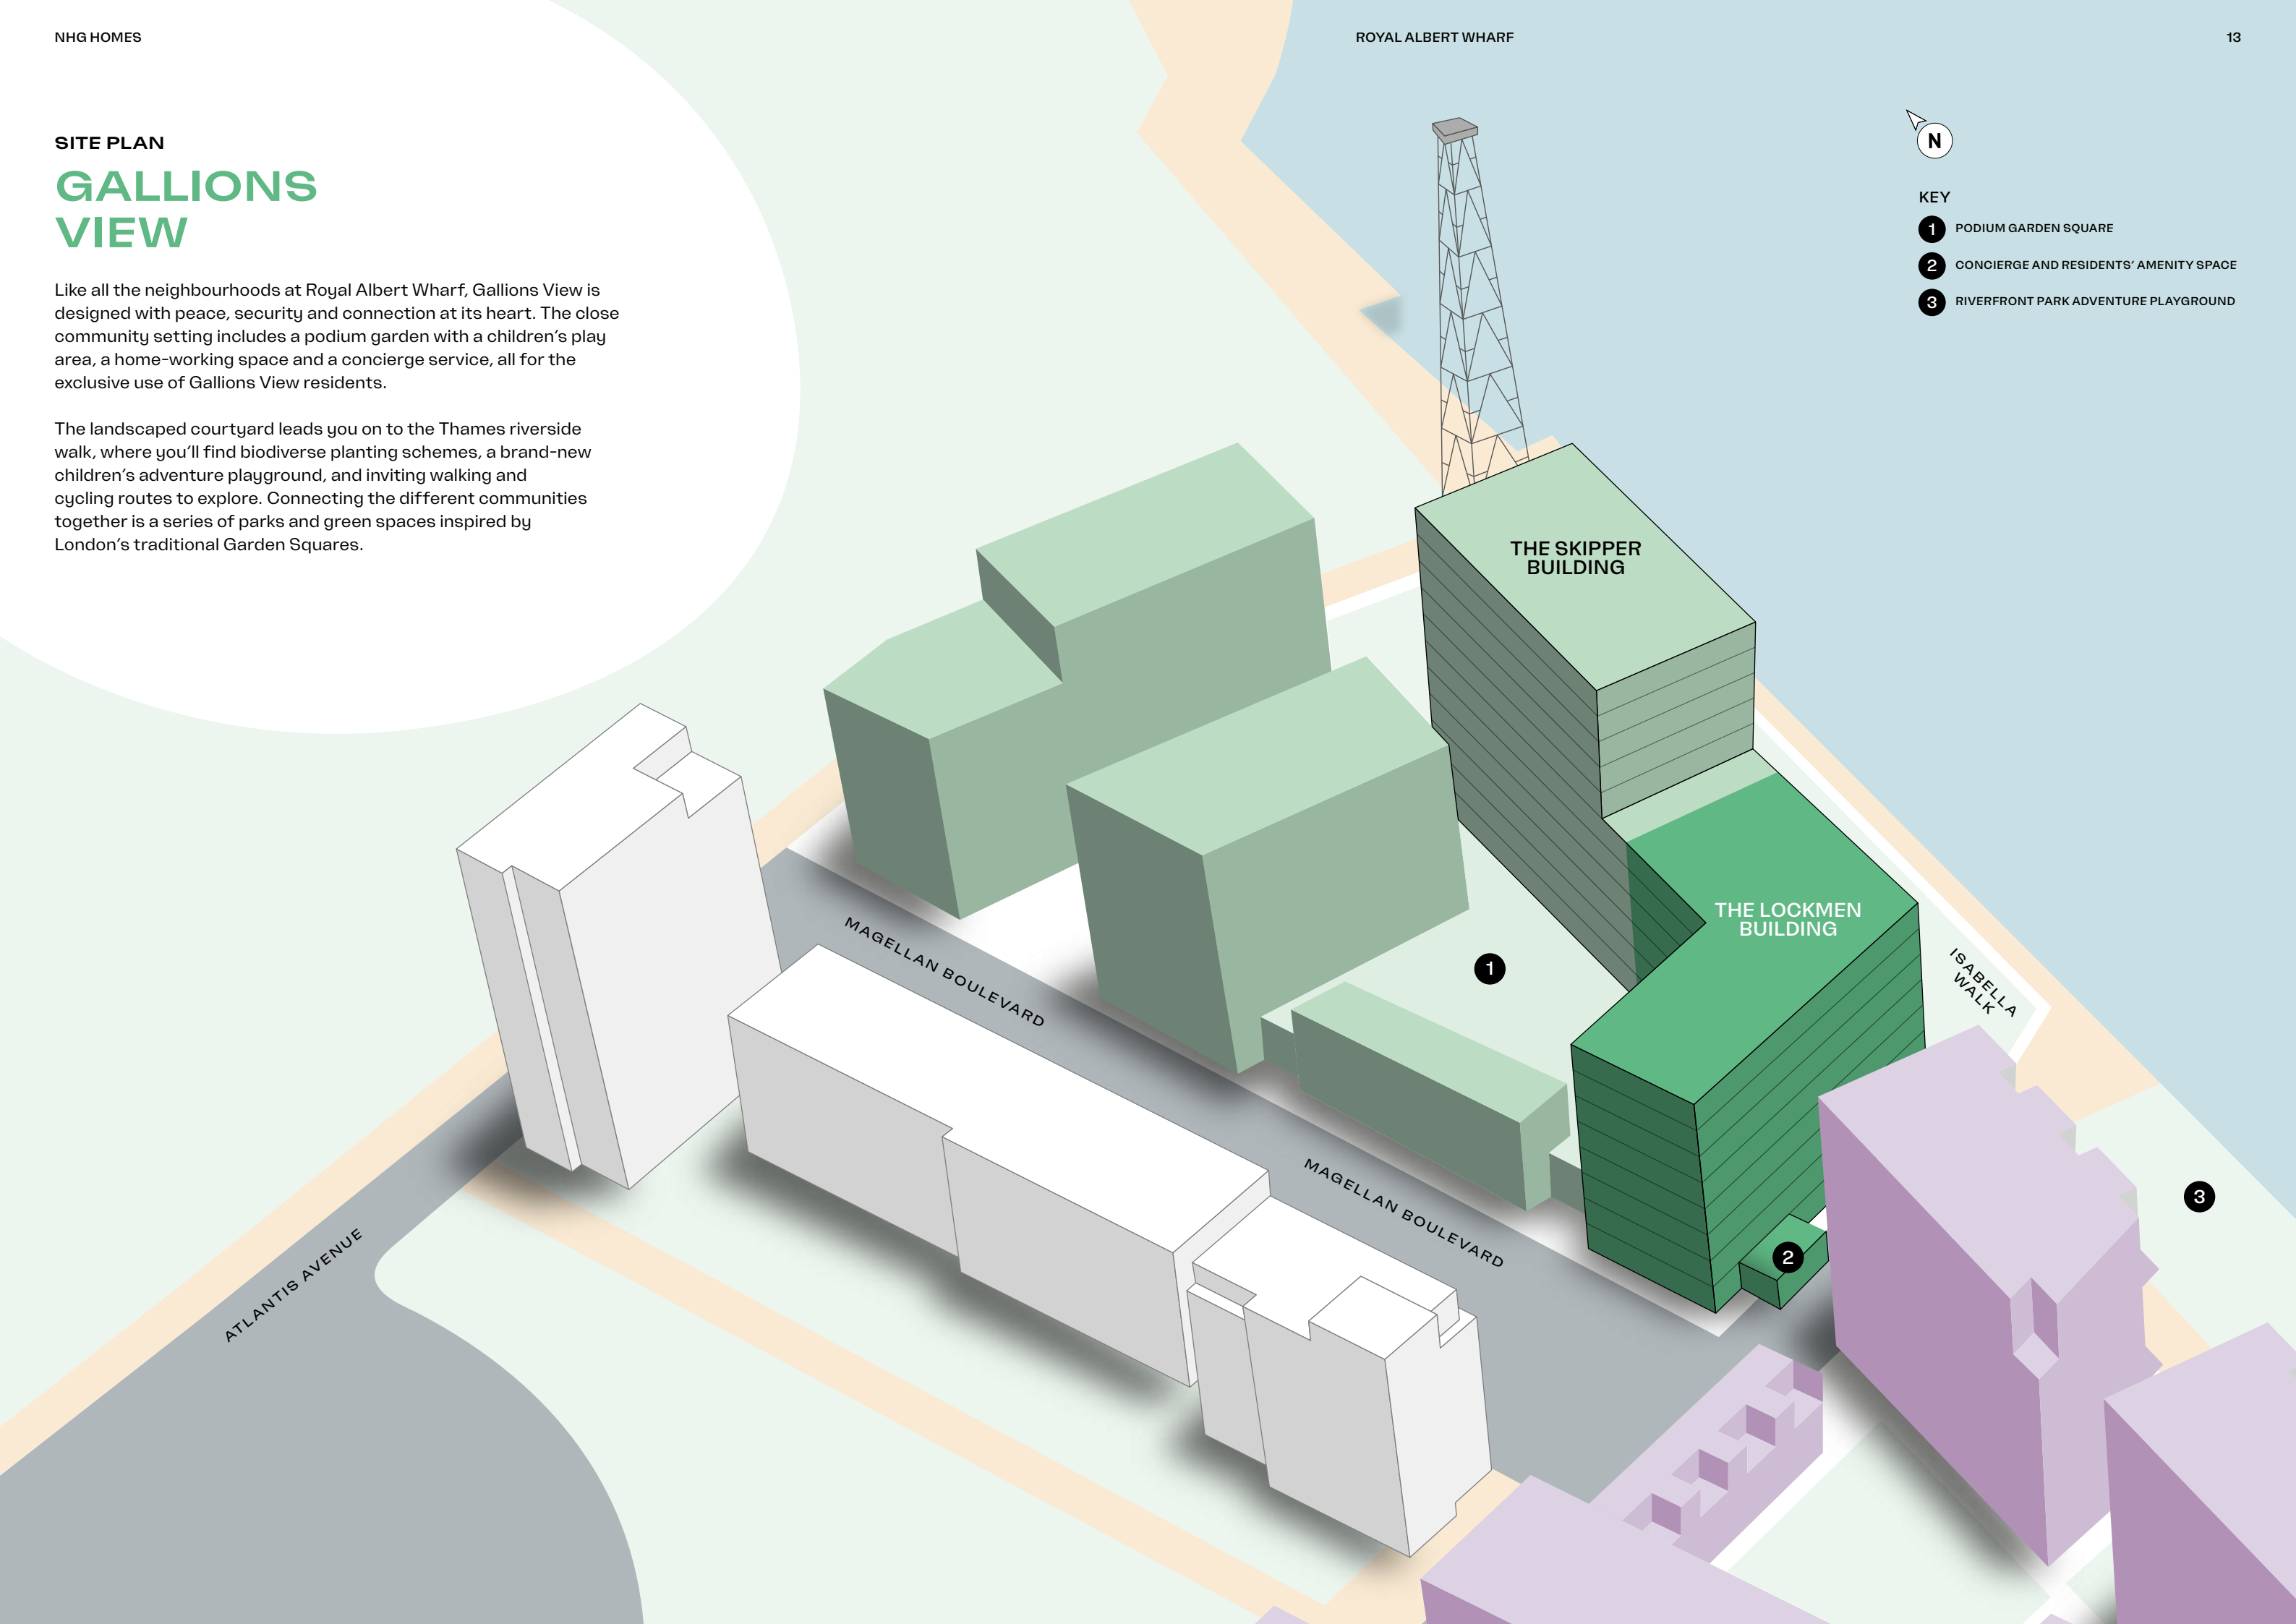 NHG HOMES
ROYAL ALBERT WHARF
13
SITE PLAN
GALLIONS
VIEW
Like all the neighbourhoods at Royal Albert Wharf, Gallions View is
designed with peace, security and connection at its heart. The close
community setting includes a podium garden with a children's play
area, a home-working space and a concierge service, all for the
exclusive use of Gallions View residents.
The landscaped courtyard leads you on to the Thames riverside
walk, where you'll find biodiverse planting schemes, a brand-new
children's adventure playground, and inviting walking and
cycling routes to explore. Connecting the different communities
together is a series of parks and green spaces inspired by
London's traditional Garden Squares.
N
KEY
1 PODIUM GARDEN SQUARE
2 CONCIERGE AND RESIDENTS' AMENITY SPACE
3 RIVERFRONT PARK ADVENTURE PLAYGROUND
THE SKIPPER
BUILDING
THE LOCKMEN
BUILDING
MAGELLAN BOULEVARD
1
ISABELLA
WALK
MAGELLAN BOULEVARD
3
2
ATLANTIS AVENUE